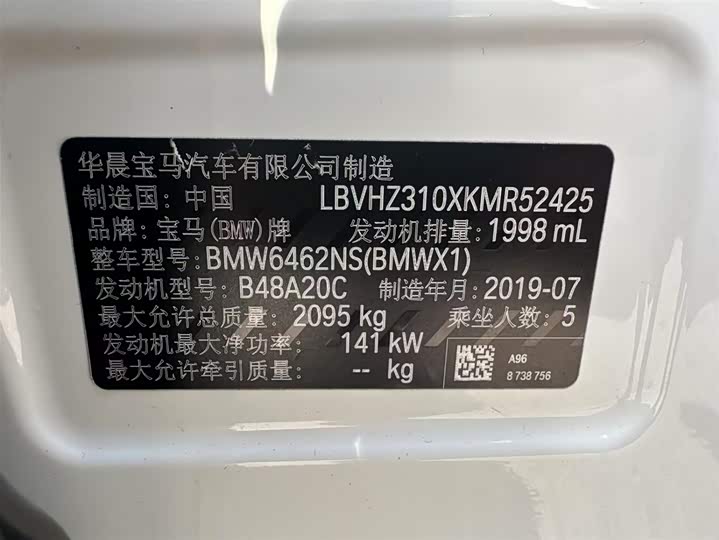 华晨宝马汽车有限公司制造
制造国: 中国 LBVHZ310XKMR52425
品牌: 宝马(BMW)牌 发动机排量: 1998 mL
整车型号: BMW6462NS(BMWX1)
发动机型号: B48A20C 制造年月: 2019-07
最大允许总质量: 2095 kg 乘坐人数: 5
发动机最大净功率: 141 kW
最大允许牵引质量: -- kg
A96
8 738 756